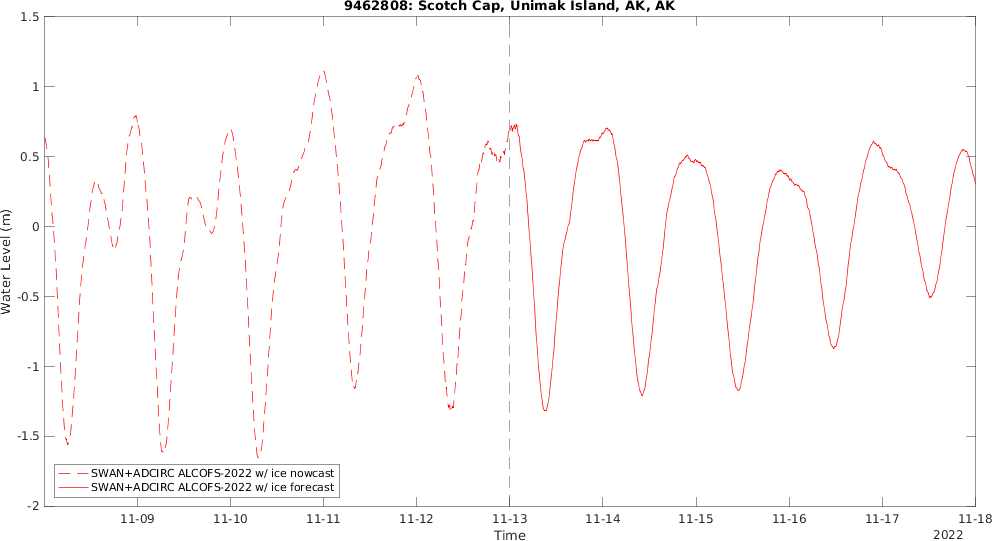 9462808: Scotch Cap, Unimak Island, AK, AK
Water Level (m)
1.5
1
0.5
0
-0.5
-1
-1.5
-2
SWAN+ADCIRC ALCOFS-2022 w/ ice nowcast
SWAN+ADCIRC ALCOFS-2022 w/ ice forecast
11-09 11-10 11-11 11-12 11-13 11-14 11-15 11-16 11-17 11-18
Time
2022